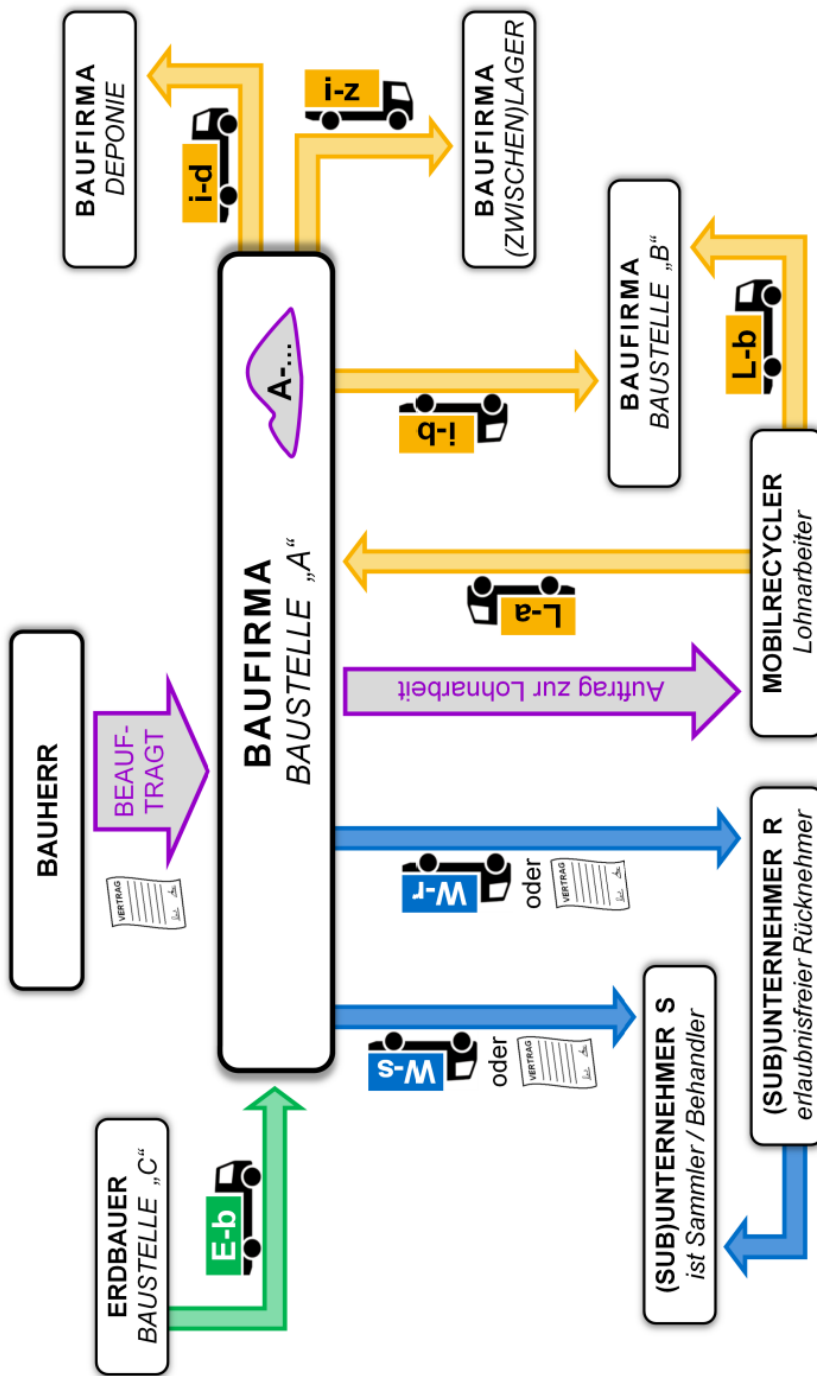 BAUHERR
BAUFIRMA
DEPONIE
ERDBAUER
BAUSTELLE „C“
VERTRAG
BEAUF-
TRAGT
E-b
i-d
BAUFIRMA
BAUSTELLE „A“
A-...
i-z
W-s
oder
VERTRAG
W-r
oder
VERTRAG
Auftrag zur Lohnarbeit
L-a
i-b
BAUFIRMA
(ZWISCHEN)LAGER
BAUFIRMA
BAUSTELLE „B“
(SUB)UNTERNEHMER S
ist Sammler / Behandler
L-b
(SUB)UNTERNEHMER R
erlaubnisfreier Rücknehmer
MOBILRECYCLER
Lohnarbeiter